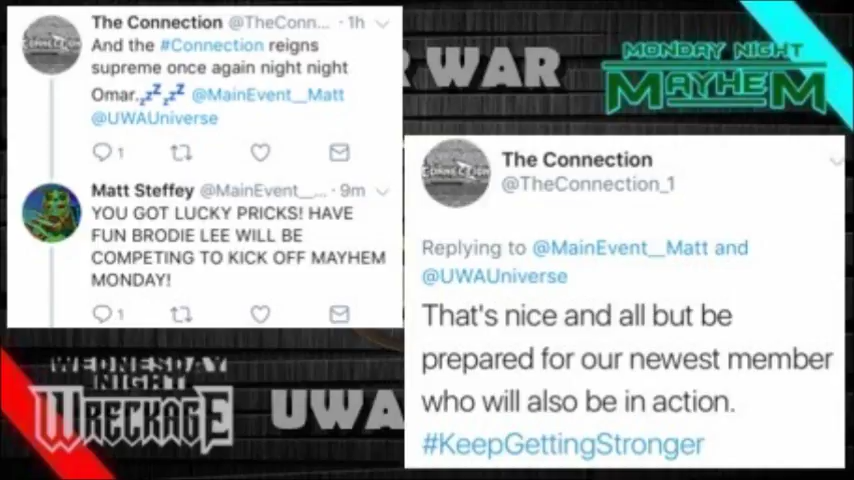 The Connection @TheConn... · 1h
And the #Connection reigns
supreme once again night night
Omar.💤💤 @MainEvent__Matt
@UWAUniverse
1
Matt Steffey @MainEvent__... · 9m
YOU GOT LUCKY PRICKS! HAVE
FUN BRODIE LEE WILL BE
COMPETING TO KICK OFF MAYHEM
MONDAY!
1
R WAR
MONDAY NIGHT
MAYHEM
CONNECTION
The Connection
@TheConnection_1
Replying to @MainEvent__Matt and
@UWAUniverse
That's nice and all but be
prepared for our newest member
who will also be in action.
#KeepGettingStronger
WEDNESDAY
NIGHT
WRECKAGE
UWA